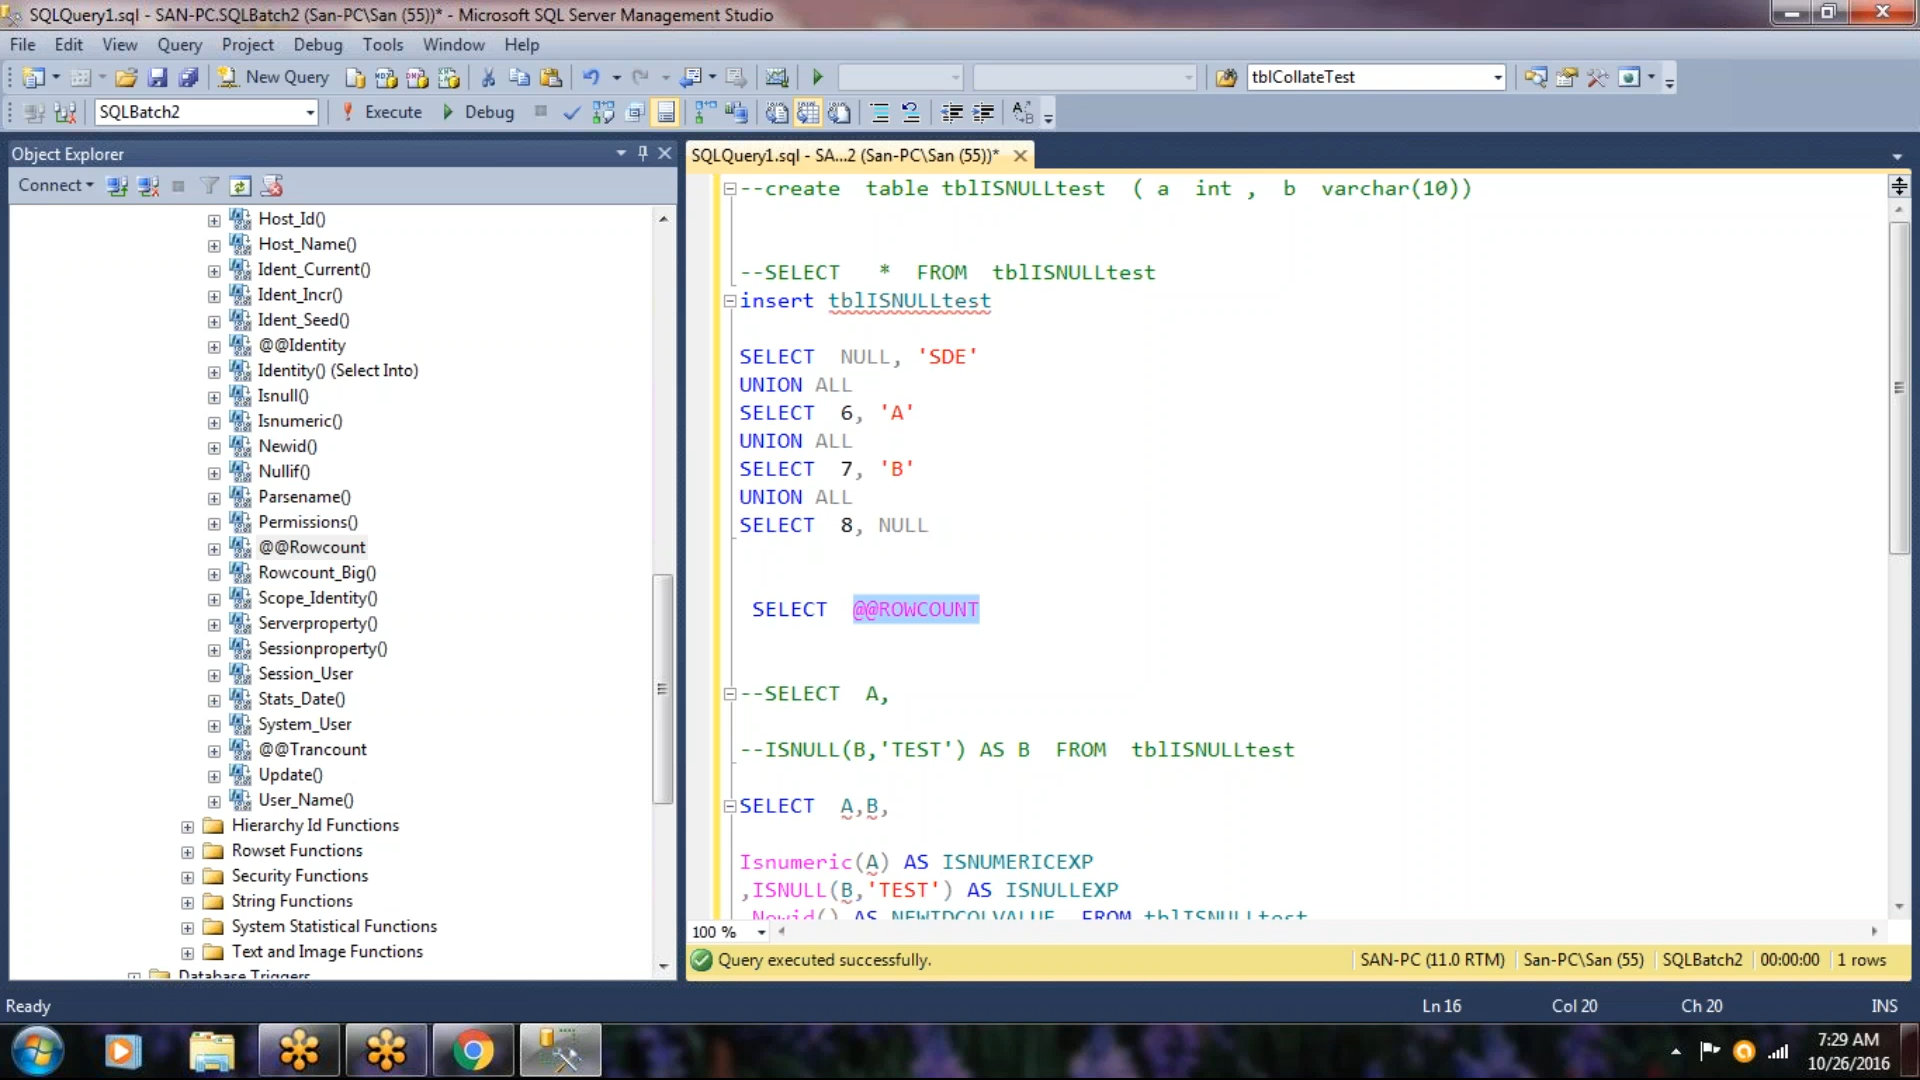 SQLQuery1.sql - SAN-PC.SQLBatch2 (San-PC\San (55))* - Microsoft SQL Server Management Studio
File Edit View Query Project Debug Tools Window Help
New Query tblCollateTest
SQLBatch2 Execute Debug
Object Explorer
Connect
Host_Id()
Host_Name()
Ident_Current()
Ident_Incr()
Ident_Seed()
@@Identity
Identity() (Select Into)
Isnull()
Isnumeric()
Newid()
Nullif()
Parsename()
Permissions()
@@Rowcount
Rowcount_Big()
Scope_Identity()
Serverproperty()
Sessionproperty()
Session_User
Stats_Date()
System_User
@@Trancount
Update()
User_Name()
Hierarchy Id Functions
Rowset Functions
Security Functions
String Functions
System Statistical Functions
Text and Image Functions
Database Triggers
SQLQuery1.sql - SA...2 (San-PC\San (55))*
--create table tblISNULLtest ( a int , b varchar(10))
--SELECT * FROM tblISNULLtest
insert tblISNULLtest
SELECT NULL, 'SDE'
UNION ALL
SELECT 6, 'A'
UNION ALL
SELECT 7, 'B'
UNION ALL
SELECT 8, NULL
SELECT @@ROWCOUNT
--SELECT A,
--ISNULL(B,'TEST') AS B FROM tblISNULLtest
SELECT A,B,
Isnumeric(A) AS ISNUMERICEXP
,ISNULL(B,'TEST') AS ISNULLEXP
,Newid() AS NEWIDCOLVALUE FROM tblISNULLtest
100 %
Query executed successfully. SAN-PC (11.0 RTM) San-PC\San (55) SQLBatch2 00:00:00 1 rows
Ready Ln 16 Col 20 Ch 20 INS
7:29 AM
10/26/2016